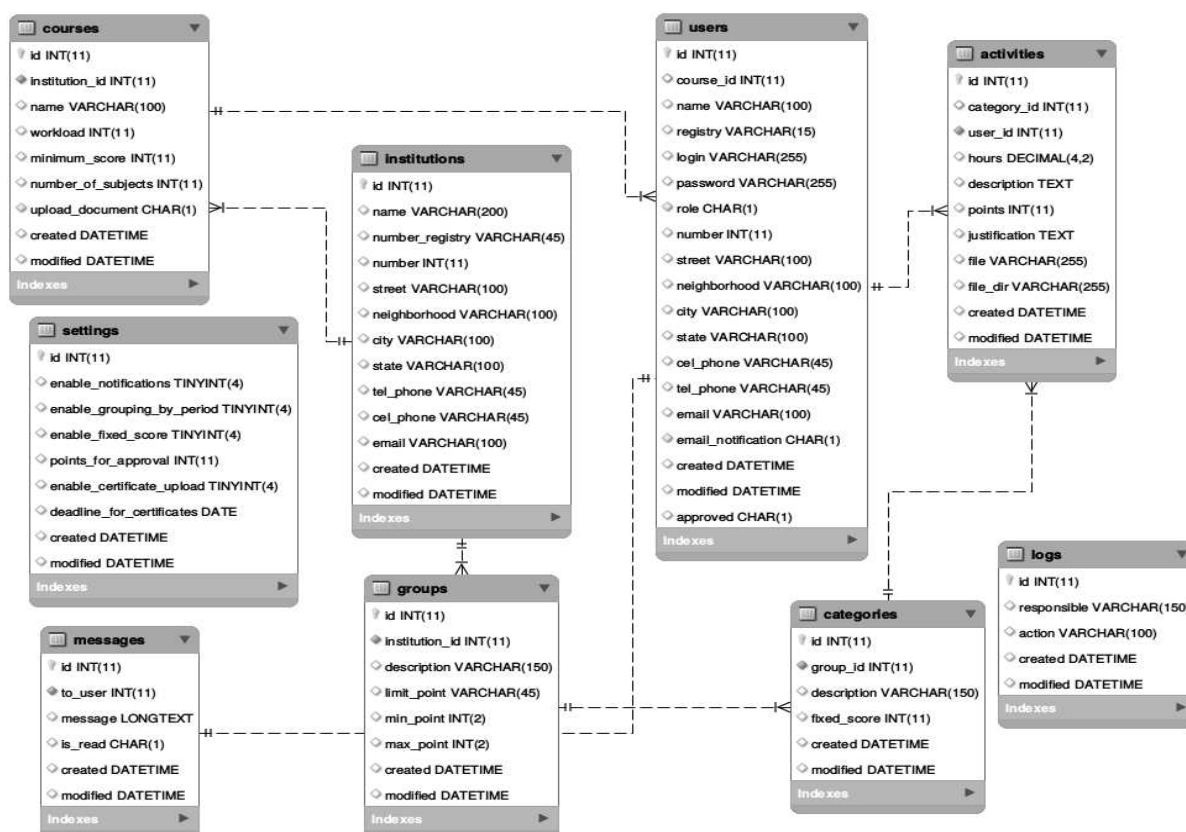 courses
id INT(11)
institution_id INT(11)
name VARCHAR(100)
workload INT(11)
minimum_score INT(11)
number_of_subjects INT(11)
upload_document CHAR(1)
created DATETIME
modified DATETIME
Indexes
institutions
id INT(11)
name VARCHAR(200)
number_registry VARCHAR(45)
number INT(11)
street VARCHAR(100)
neighborhood VARCHAR(100)
city VARCHAR(100)
state VARCHAR(100)
tel_phone VARCHAR(45)
cel_phone VARCHAR(45)
email VARCHAR(100)
created DATETIME
modified DATETIME
Indexes
users
id INT(11)
course_id INT(11)
name VARCHAR(100)
registry VARCHAR(15)
login VARCHAR(255)
password VARCHAR(255)
role CHAR(1)
number INT(11)
street VARCHAR(100)
neighborhood VARCHAR(100)
city VARCHAR(100)
state VARCHAR(100)
cel_phone VARCHAR(45)
tel_phone VARCHAR(45)
email VARCHAR(100)
email_notification CHAR(1)
created DATETIME
modified DATETIME
approved CHAR(1)
Indexes
activities
id INT(11)
category_id INT(11)
user_id INT(11)
hours DECIMAL(4,2)
description TEXT
points INT(11)
justification TEXT
file VARCHAR(255)
file_dir VARCHAR(255)
created DATETIME
modified DATETIME
Indexes
settings
id INT(11)
enable_notifications TINYINT(4)
enable_grouping_by_period TINYINT(4)
enable_fixed_score TINYINT(4)
points_for_approval INT(11)
enable_certificate_upload TINYINT(4)
deadline_for_certificates DATE
created DATETIME
modified DATETIME
Indexes
messages
id INT(11)
to_user INT(11)
message LONGTEXT
is_read CHAR(1)
created DATETIME
modified DATETIME
Indexes
groups
id INT(11)
institution_id INT(11)
description VARCHAR(150)
limit_point VARCHAR(45)
min_point INT(2)
max_point INT(2)
created DATETIME
modified DATETIME
Indexes
categories
id INT(11)
group_id INT(11)
description VARCHAR(150)
fixed_score INT(11)
created DATETIME
modified DATETIME
Indexes
logs
id INT(11)
responsible VARCHAR(150)
action VARCHAR(100)
created DATETIME
modified DATETIME
Indexes